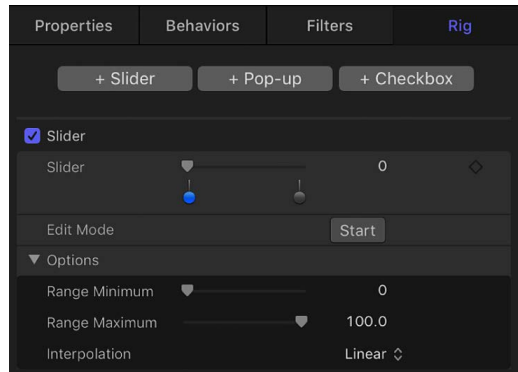 Properties Behaviors Filters Rig
+ Slider + Pop-up + Checkbox
Slider
Slider 0
Edit Mode Start
Options
Range Minimum 0
Range Maximum 100.0
Interpolation Linear